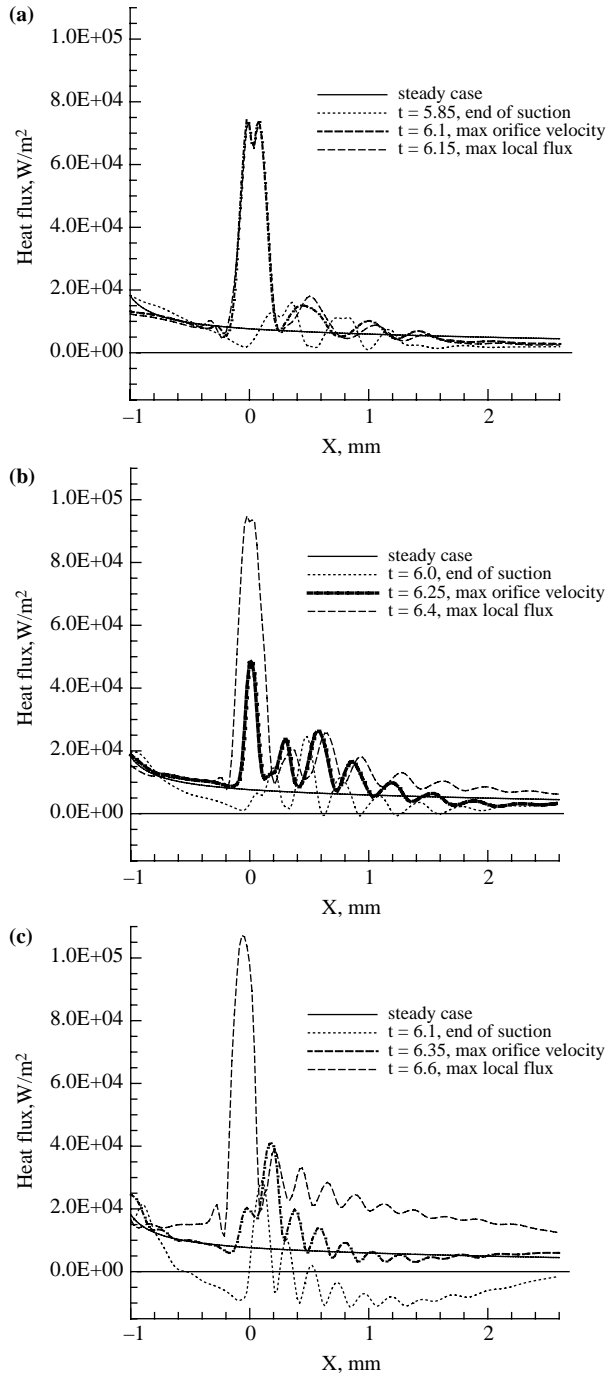 (a)
1.0E+05
8.0E+04
6.0E+04
4.0E+04
2.0E+04
0.0E+00
Heat flux,W/m²
steady case
t = 5.85, end of suction
t = 6.1, max orifice velocity
t = 6.15, max local flux
–1 0 1 2
X, mm
(b)
1.0E+05
8.0E+04
6.0E+04
4.0E+04
2.0E+04
0.0E+00
Heat flux,W/m²
steady case
t = 6.0, end of suction
t = 6.25, max orifice velocity
t = 6.4, max local flux
–1 0 1 2
X, mm
(c)
1.0E+05
8.0E+04
6.0E+04
4.0E+04
2.0E+04
0.0E+00
Heat flux,W/m²
steady case
t = 6.1, end of suction
t = 6.35, max orifice velocity
t = 6.6, max local flux
–1 0 1 2
X, mm